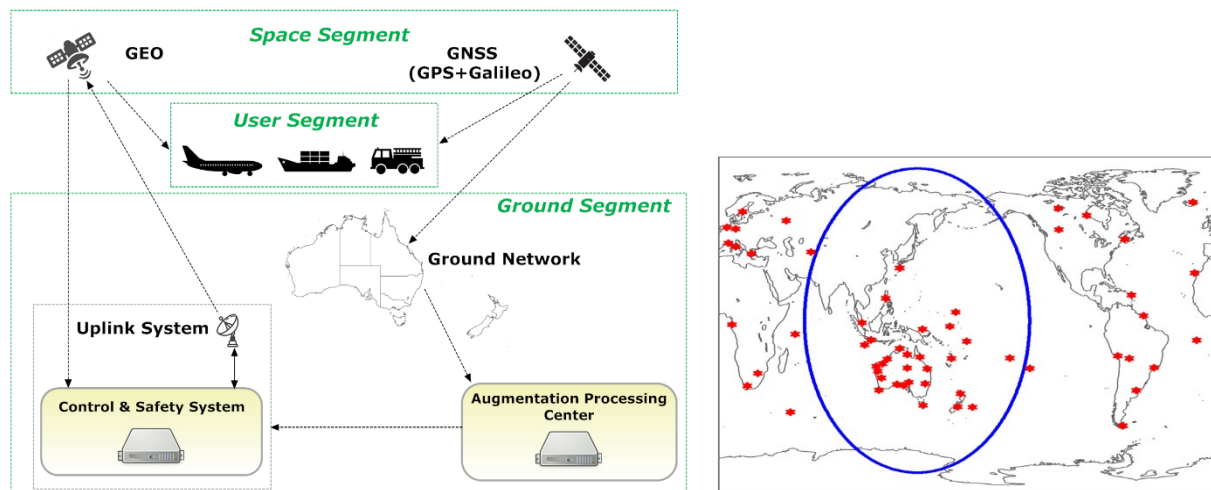 Space Segment
GEO
GNSS
(GPS+Galileo)
User Segment
Ground Segment
Ground Network
Uplink System
Control & Safety System
Augmentation Processing
Center